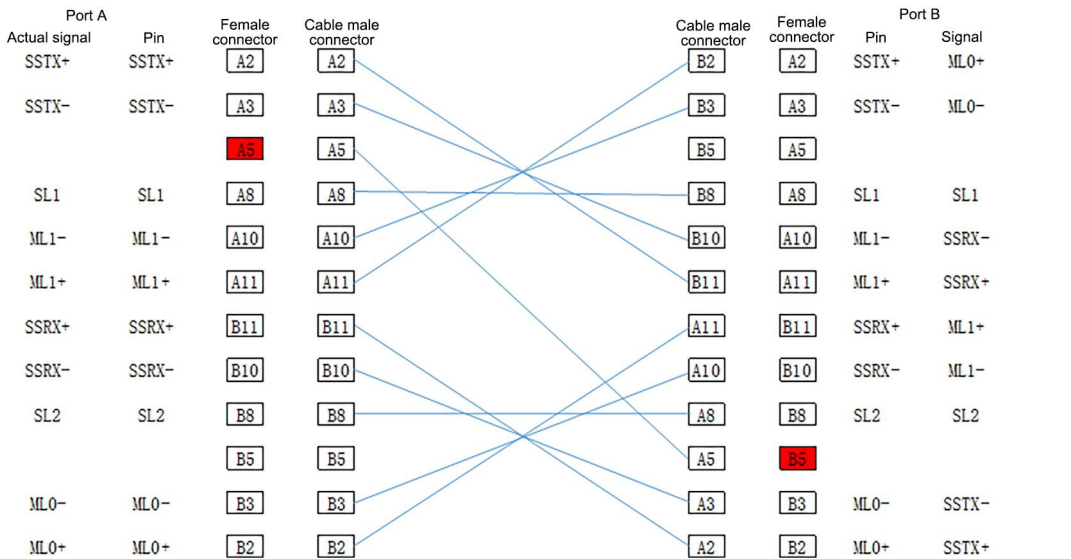 Port A Port B
Female connector Cable male connector Cable male connector Female connector
Actual signal Pin Pin Signal
SSTX+ SSTX+ A2 A2 B2 A2 SSTX+ ML0+
SSTX- SSTX- A3 A3 B3 A3 SSTX- ML0-
A5 A5 B5 A5
SL1 SL1 A8 A8 B8 A8 SL1 SL1
ML1- ML1- A10 A10 B10 A10 ML1- SSRX-
ML1+ ML1+ A11 A11 B11 A11 ML1+ SSRX+
SSRX+ SSRX+ B11 B11 A11 B11 SSRX+ ML1+
SSRX- SSRX- B10 B10 A10 B10 SSRX- ML1-
SL2 SL2 B8 B8 A8 B8 SL2 SL2
B5 B5 A5 B5
ML0- ML0- B3 B3 A3 B3 ML0- SSTX-
ML0+ ML0+ B2 B2 A2 B2 ML0+ SSTX+